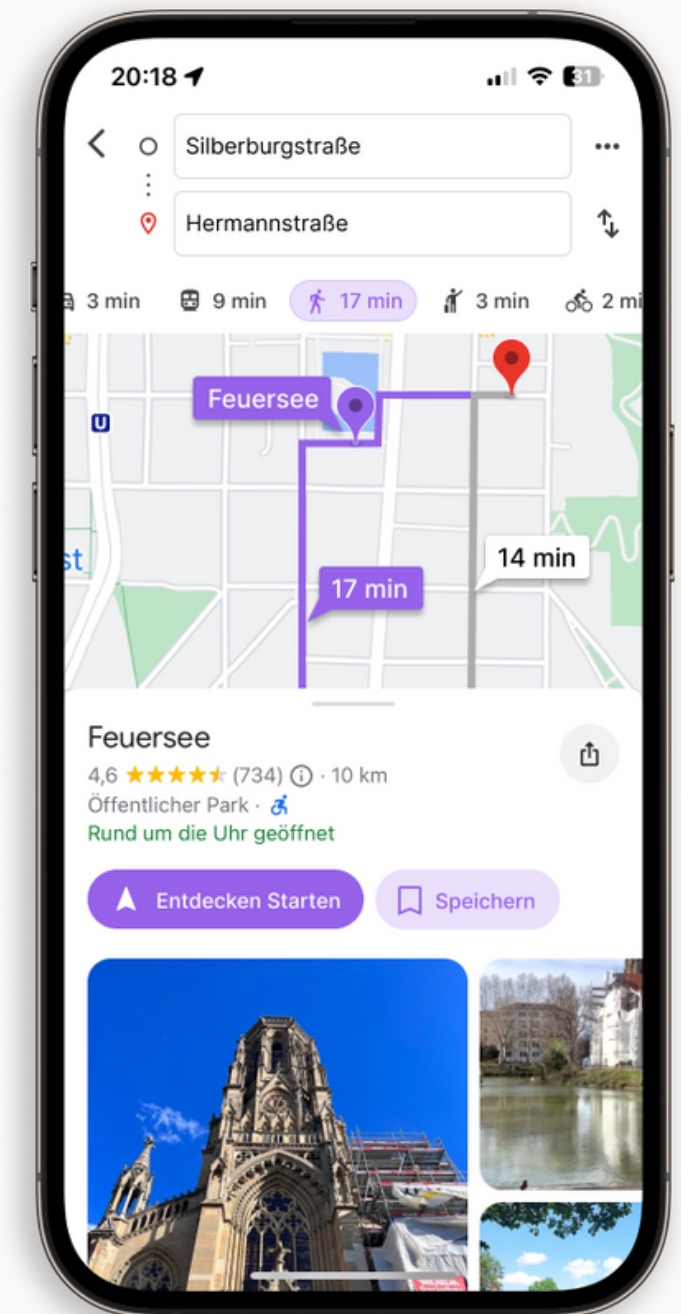 20:18
31
Silberburgstraße
Hermannstraße
3 min
9 min
17 min
3 min
2 mi
Feuersee
U
st
14 min
17 min
Feuersee
4,6 (734) · 10 km
Öffentlicher Park ·
Rund um die Uhr geöffnet
Entdecken Starten
Speichern
WILHELM